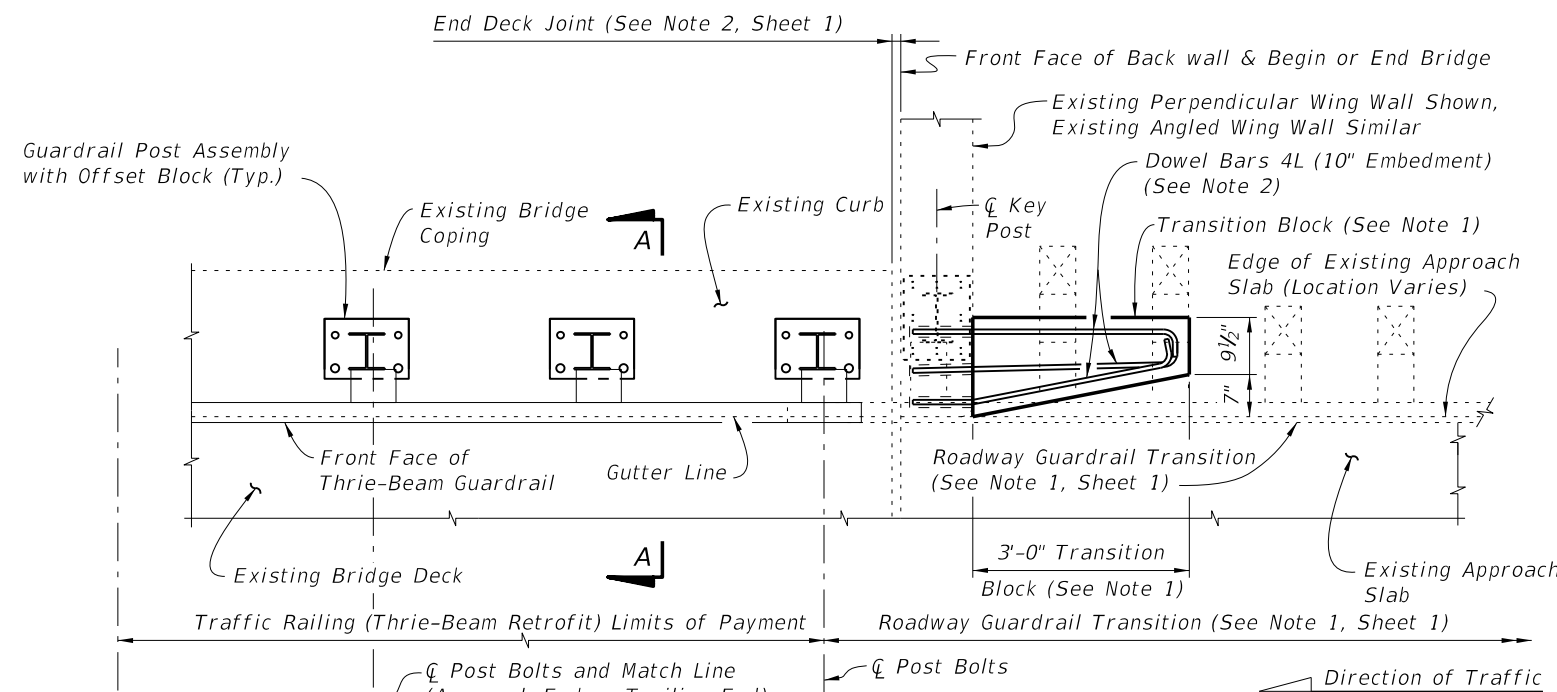 End Deck Joint (See Note 2, Sheet 1)
Front Face of Back wall & Begin or End Bridge
Existing Perpendicular Wing Wall Shown,
Existing Angled Wing Wall Similar
Guardrail Post Assembly
with Offset Block (Typ.)
Dowel Bars 4L (10" Embedment)
(See Note 2)
Existing Bridge
Coping
A
Existing Curb
℄ Key
Post
Transition Block (See Note 1)
Edge of Existing Approach
Slab (Location Varies)
9½"
7"
Front Face of
Thrie-Beam Guardrail
Gutter Line
Roadway Guardrail Transition
(See Note 1, Sheet 1)
A
Existing Bridge Deck
3'-0" Transition
Block (See Note 1)
Existing Approach
Slab
Traffic Railing (Thrie-Beam Retrofit) Limits of Payment
Roadway Guardrail Transition (See Note 1, Sheet 1)
℄ Post Bolts and Match Line
℄ Post Bolts
Direction of Traffic